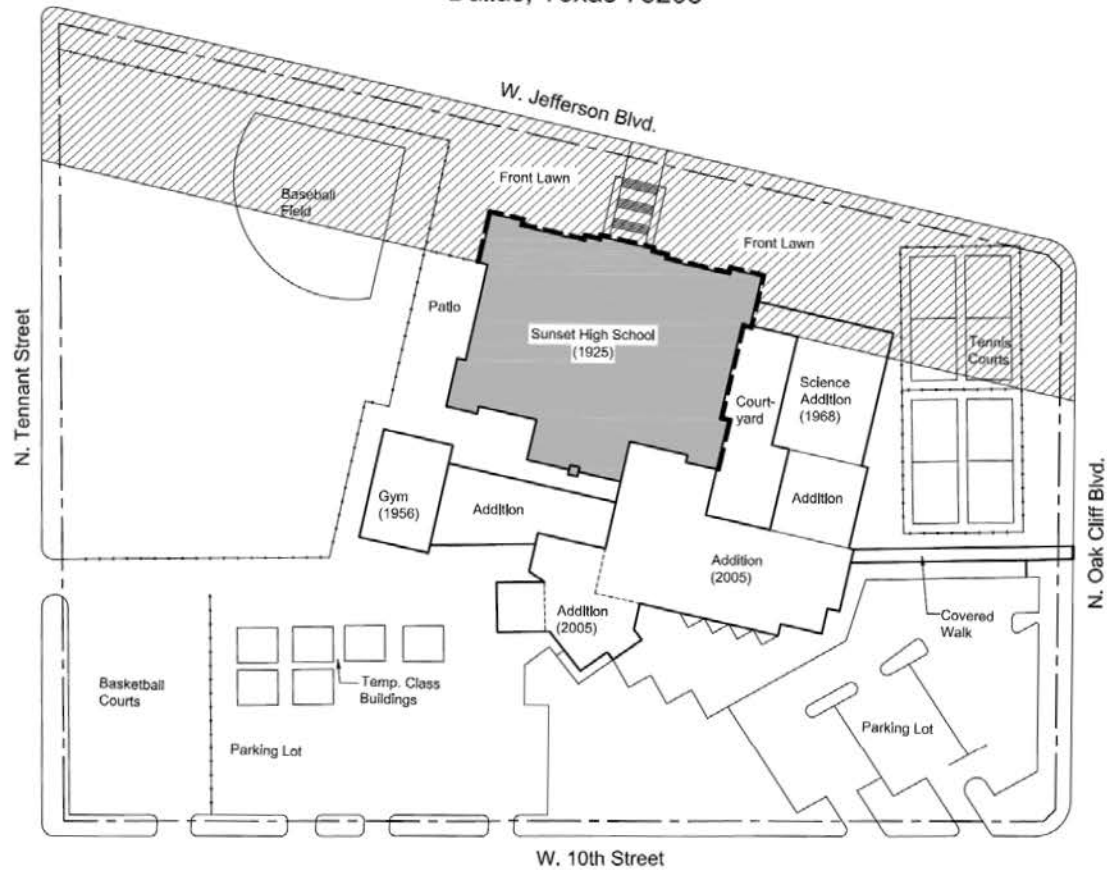 W. Jefferson Blvd.
Front Lawn
Baseball
Field
Front Lawn
Patio
Sunset High School
(1925)
Tennis
Courts
Science
Addition
(1968)
Court-
yard
N. Tennant Street
Gym
(1956)
Addition
Addition
N. Oak Cliff Blvd.
Addition
(2005)
Addition
(2005)
Covered
Walk
Basketball
Courts
Temp. Class
Buildings
Parking Lot
Parking Lot
W. 10th Street